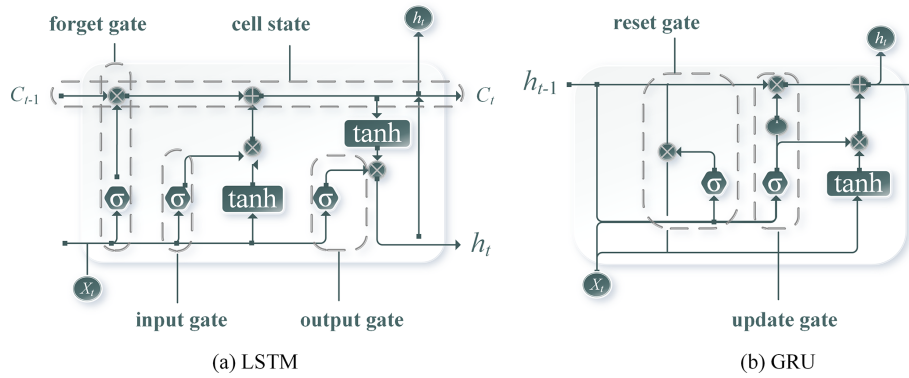 forget gate
cell state
h_t
reset gate
h_t
C_{t-1}
C_t
h_{t-1}
tanh
σ
σ
tanh
σ
σ
σ
tanh
h_t
X_t
X_t
input gate
output gate
update gate
(a) LSTM
(b) GRU